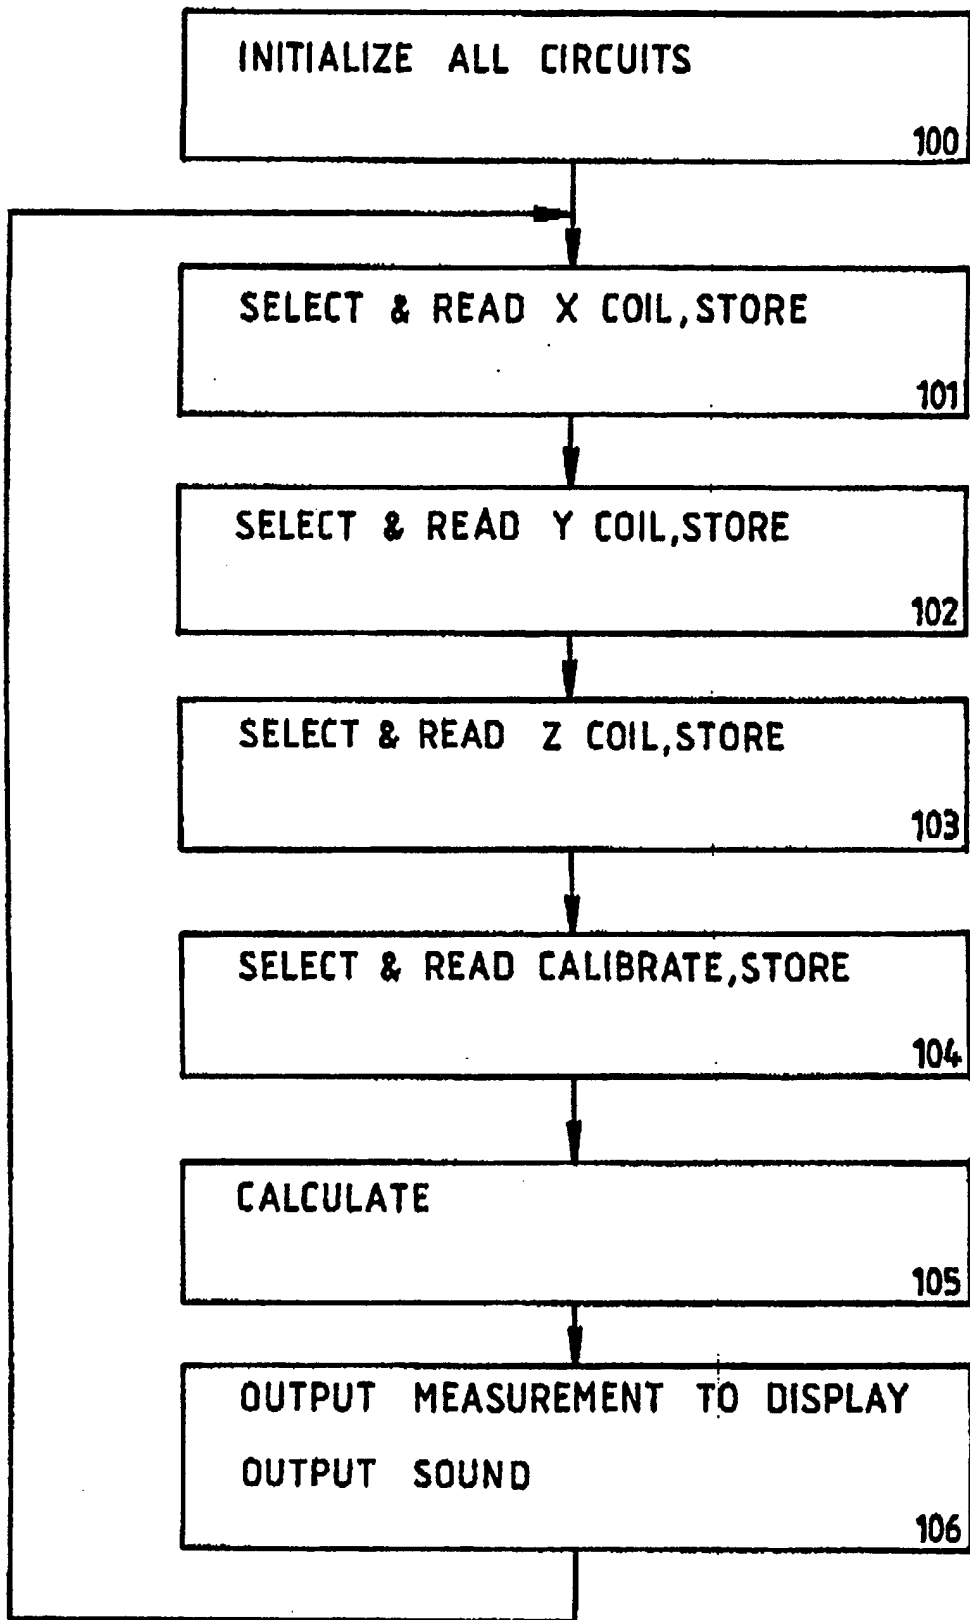 INITIALIZE ALL CIRCUITS
100
SELECT & READ X COIL,STORE
101
SELECT & READ Y COIL,STORE
102
SELECT & READ Z COIL,STORE
103
SELECT & READ CALIBRATE,STORE
104
CALCULATE
105
OUTPUT MEASUREMENT TO DISPLAY
OUTPUT SOUND
106